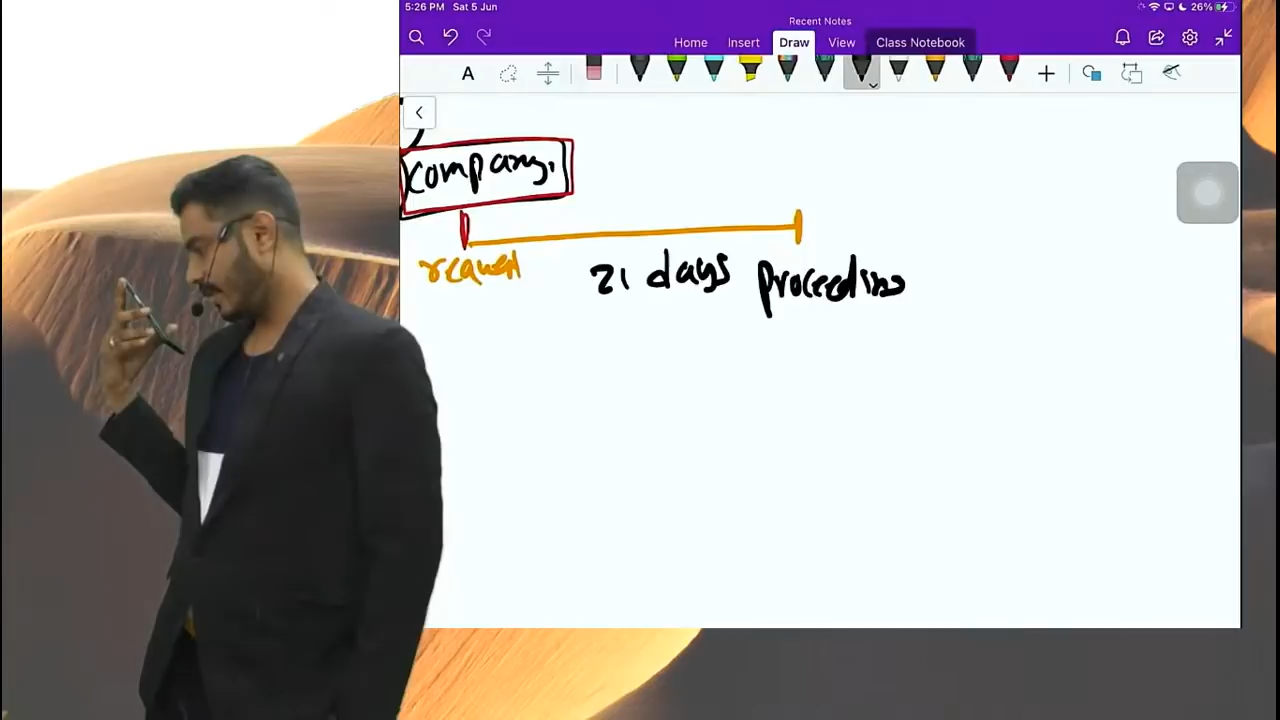 5:26 PM Sat 5 Jun
26%
Recent Notes
Home Insert Draw View Class Notebook
A
company.
request
21 days proceedings